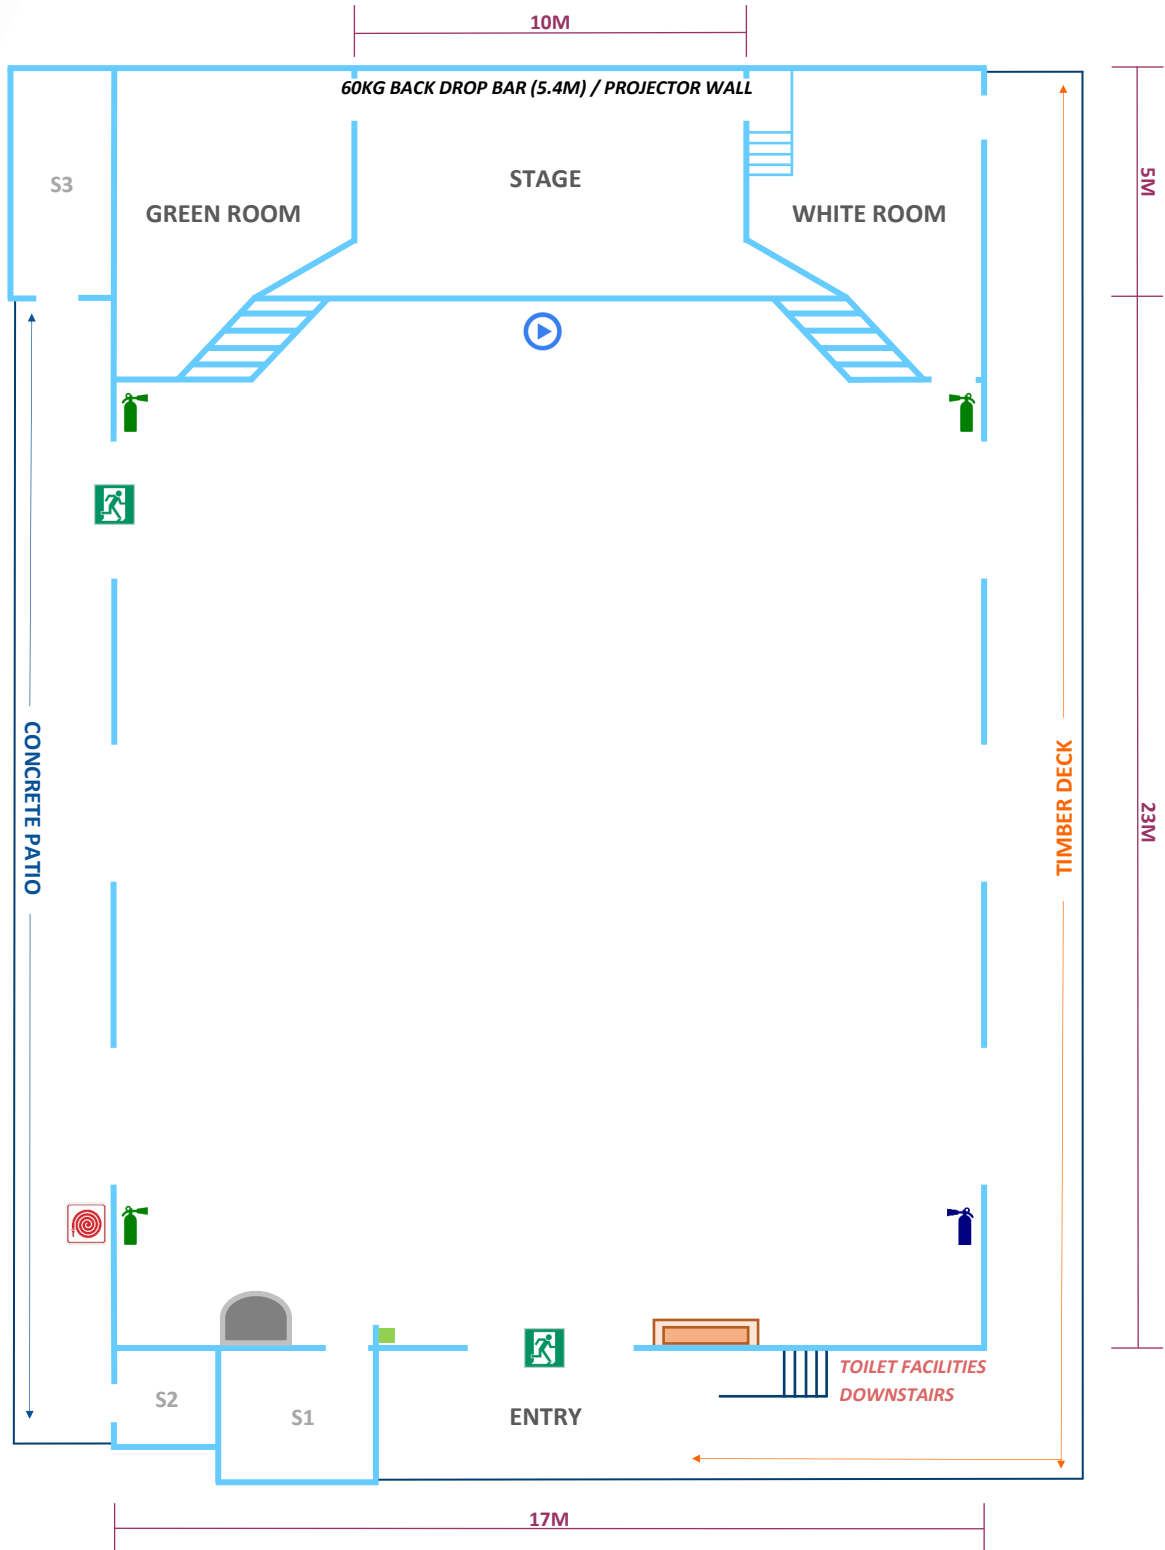 10M
60KG BACK DROP BAR (5.4M) / PROJECTOR WALL
S3
STAGE
5M
GREEN ROOM
WHITE ROOM
CONCRETE PATIO
TIMBER DECK
23M
TOILET FACILITIES
DOWNSTAIRS
S2
S1
ENTRY
17M